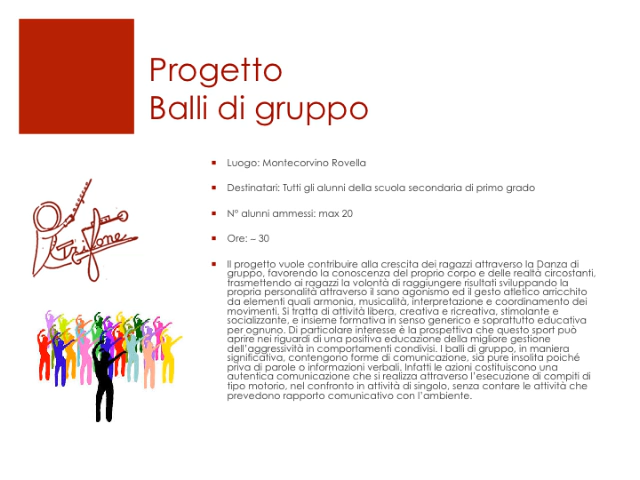 Progetto
Balli di gruppo
Luogo: Montecorvino Rovella
Destinatari: Tutti gli alunni della scuola secondaria di primo grado
N° alunni ammessi: max 20
Ore: – 30
Il progetto vuole contribuire alla crescita dei ragazzi attraverso la Danza di
gruppo, favorendo la conoscenza del proprio corpo e delle realtà circostanti,
trasmettendo ai ragazzi la volontà di raggiungere risultati sviluppando la
propria personalità attraverso il sano agonismo ed il gesto atletico arricchito
da elementi quali armonia, musicalità, interpretazione e coordinamento dei
movimenti. Si tratta di attività libera, creativa e ricreativa, stimolante e
socializzante, e insieme formativa in senso generico e soprattutto educativa
per ognuno. Di particolare interesse è la prospettiva che questo sport può
aprire nei riguardi di una positiva educazione della migliore gestione
dell’aggressività in comportamenti condivisi. I balli di gruppo, in maniera
significativa, contengono forme di comunicazione, sia pure insolita poiché
priva di parole o informazioni verbali. Infatti le azioni costituiscono una
autentica comunicazione che si realizza attraverso l’esecuzione di compiti di
tipo motorio, nel confronto in attività di singolo, senza contare le attività che
prevedono rapporto comunicativo con l’ambiente.
Trifone